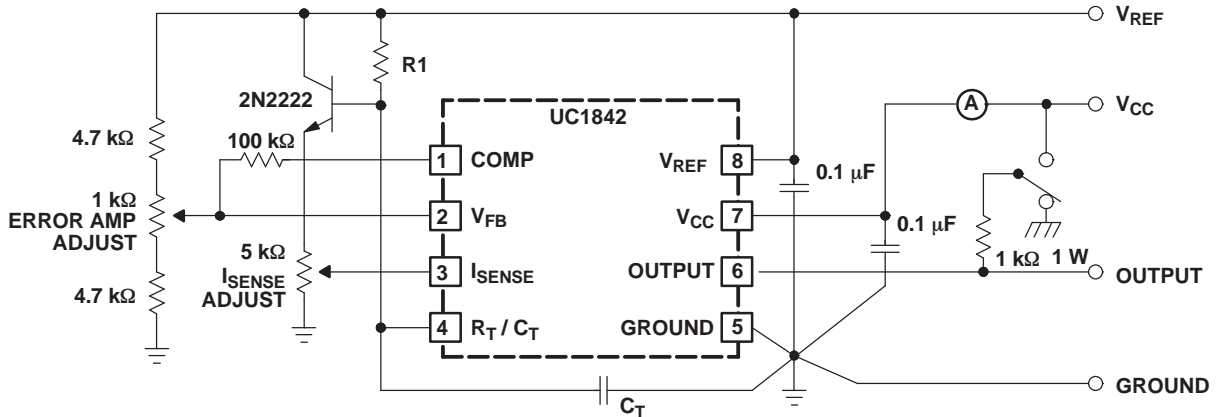 V_REF
R1
2N2222
UC1842
A
V_CC
4.7 kΩ
100 kΩ
1 COMP
V_REF 8
0.1 μF
1 kΩ
ERROR AMP
ADJUST
2 V_FB
V_CC 7
0.1 μF
5 kΩ
I_SENSE
ADJUST
3 I_SENSE
OUTPUT 6
1 kΩ 1 W
OUTPUT
4.7 kΩ
4 R_T / C_T
GROUND 5
C_T
GROUND